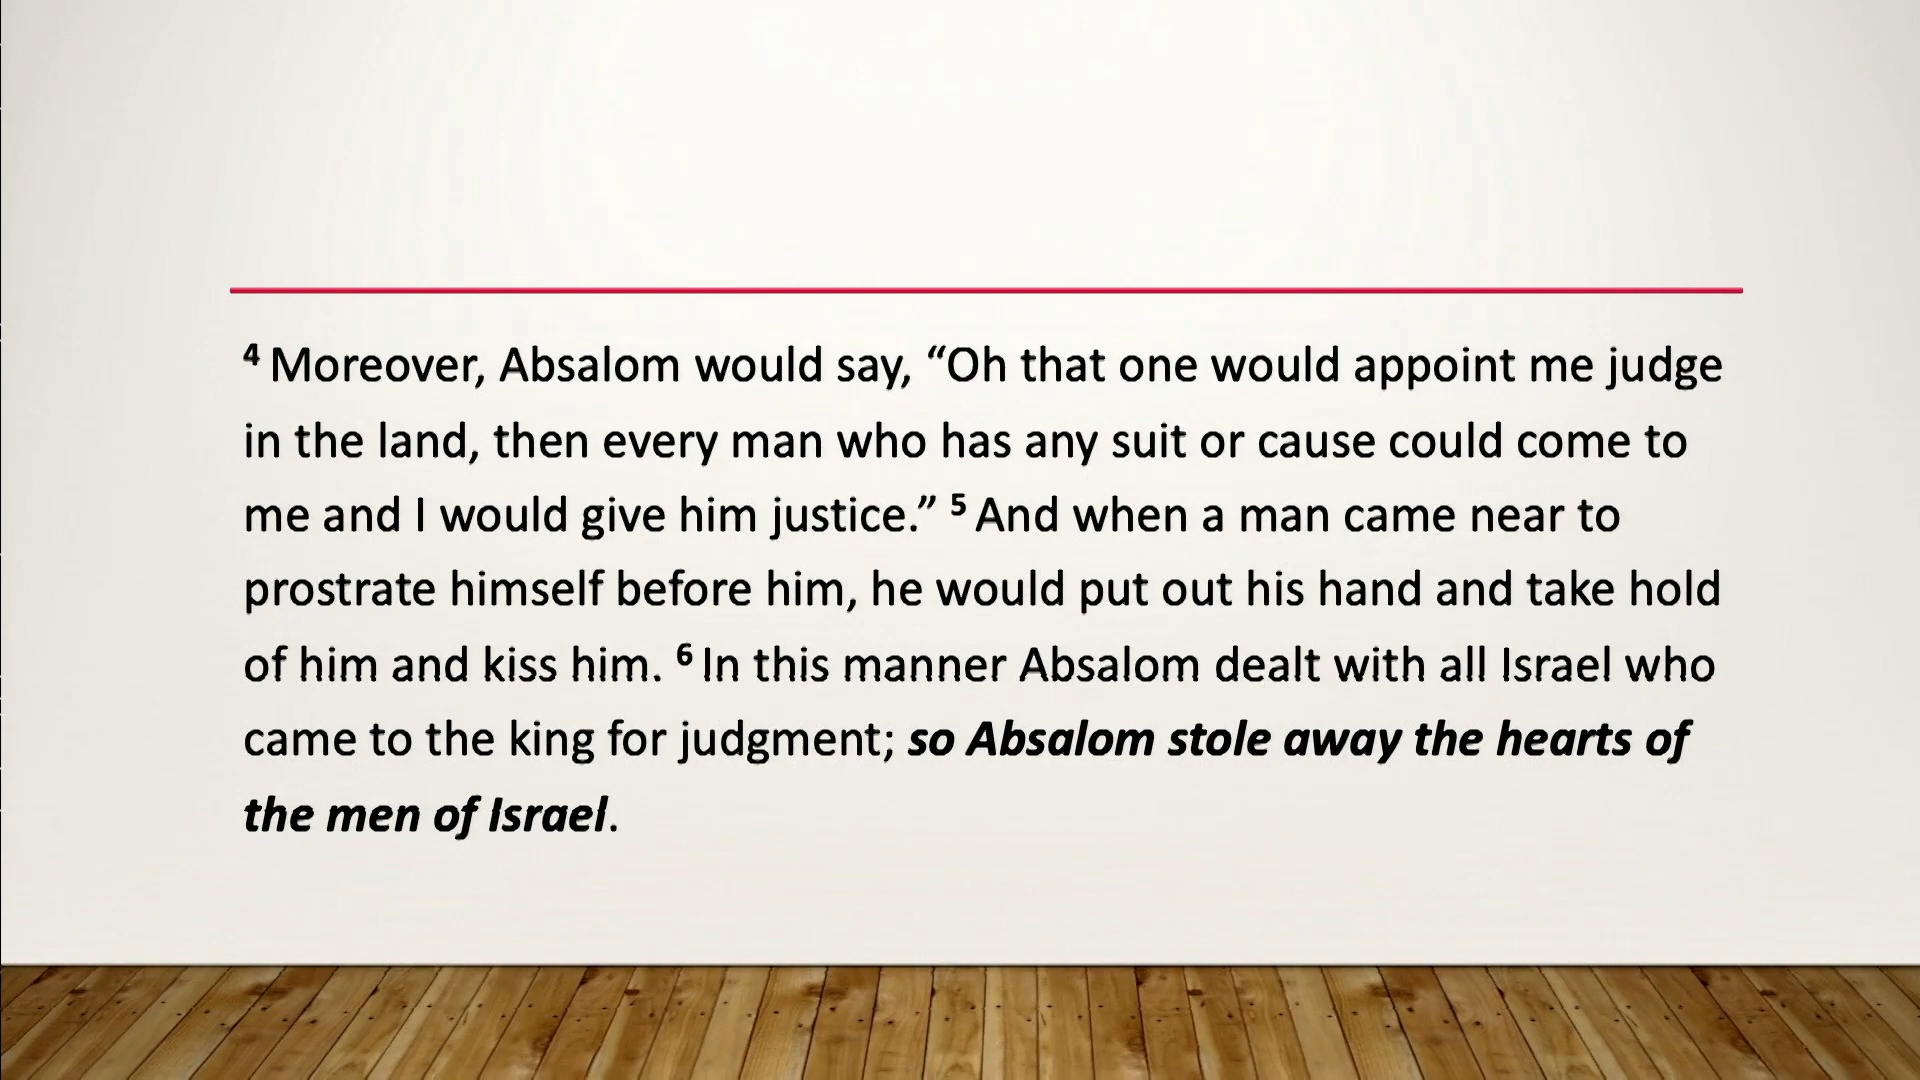 4 Moreover, Absalom would say, “Oh that one would appoint me judge
in the land, then every man who has any suit or cause could come to
me and I would give him justice.” 5 And when a man came near to
prostrate himself before him, he would put out his hand and take hold
of him and kiss him. 6 In this manner Absalom dealt with all Israel who
came to the king for judgment; so Absalom stole away the hearts of
the men of Israel.